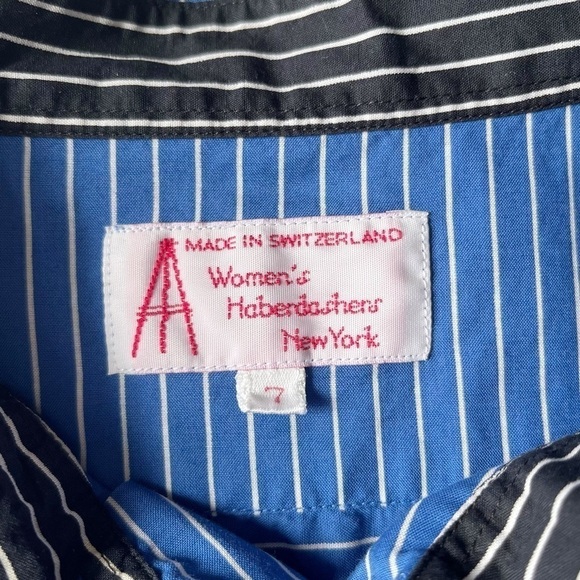 MADE IN SWITZERLAND
Women's
Haberdashers
New York
7